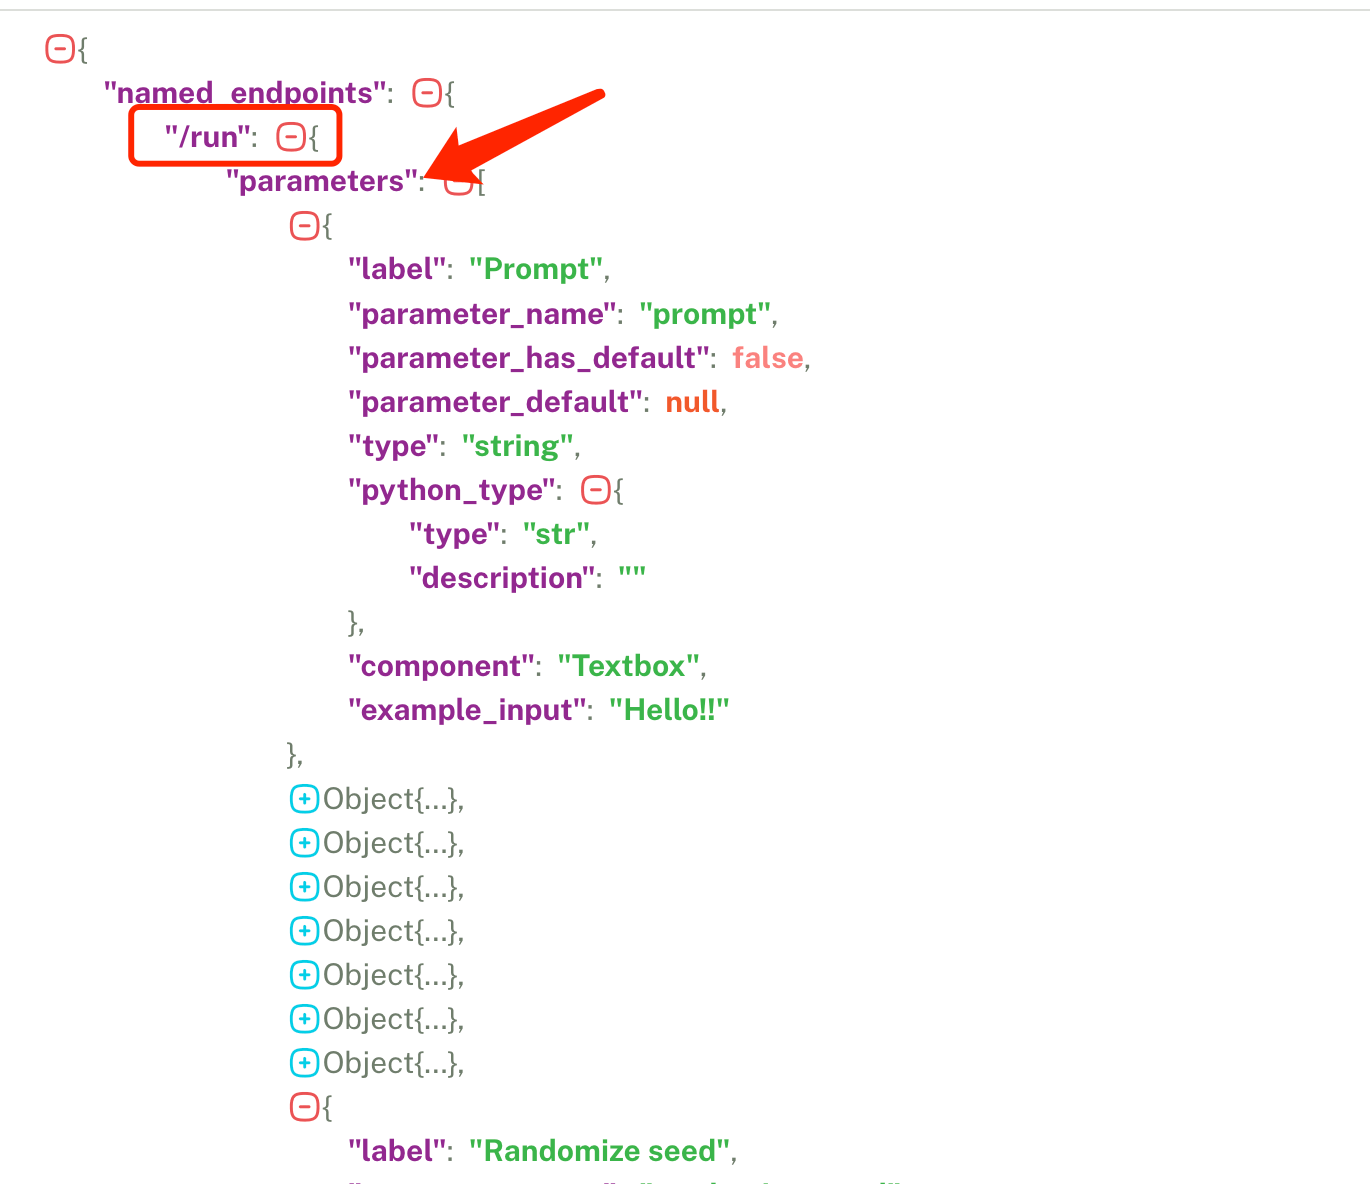 {
"named_endpoints": {
"/run": {
"parameters": [
{
"label": "Prompt",
"parameter_name": "prompt",
"parameter_has_default": false,
"parameter_default": null,
"type": "string",
"python_type": {
"type": "str",
"description": ""
},
"component": "Textbox",
"example_input": "Hello!!"
},
Object{...},
Object{...},
Object{...},
Object{...},
Object{...},
Object{...},
Object{...},
{
"label": "Randomize seed",